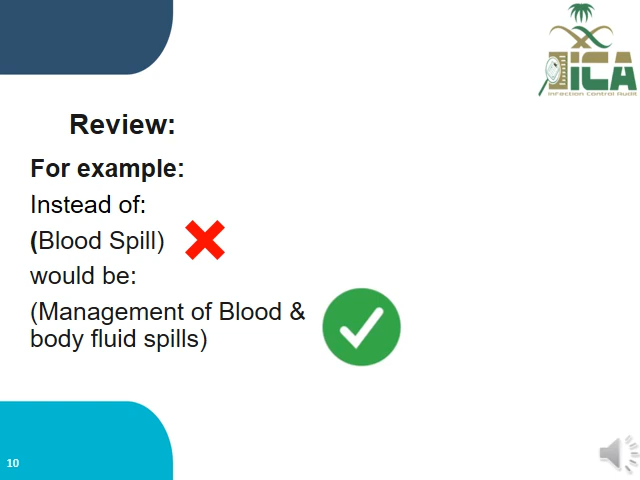 iCA
Infection Control Audit
Review:
For example:
Instead of:
(Blood Spill)
would be:
(Management of Blood &
body fluid spills)
10